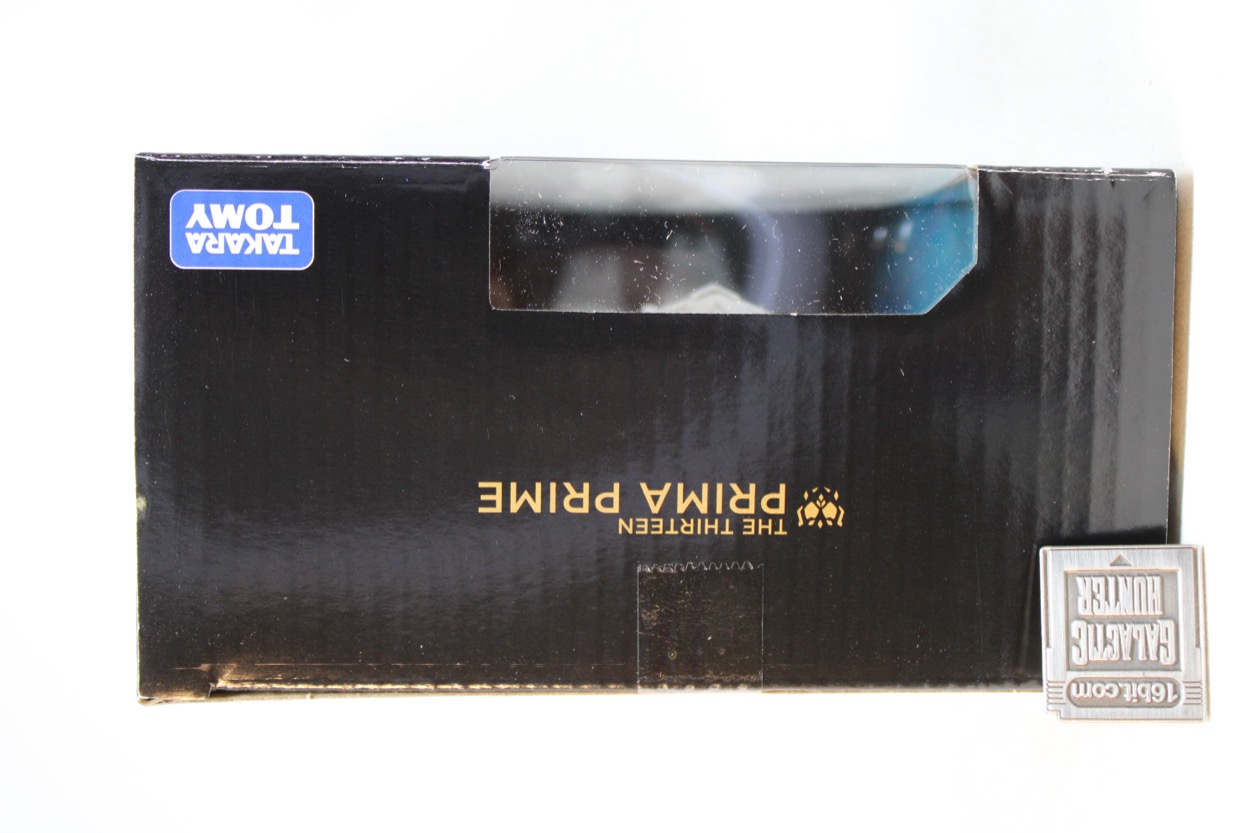 THE THIRTEEN
PRIMA PRIME
TAKARA
TOMY
16bit.com
GALACTIC
HUNTER